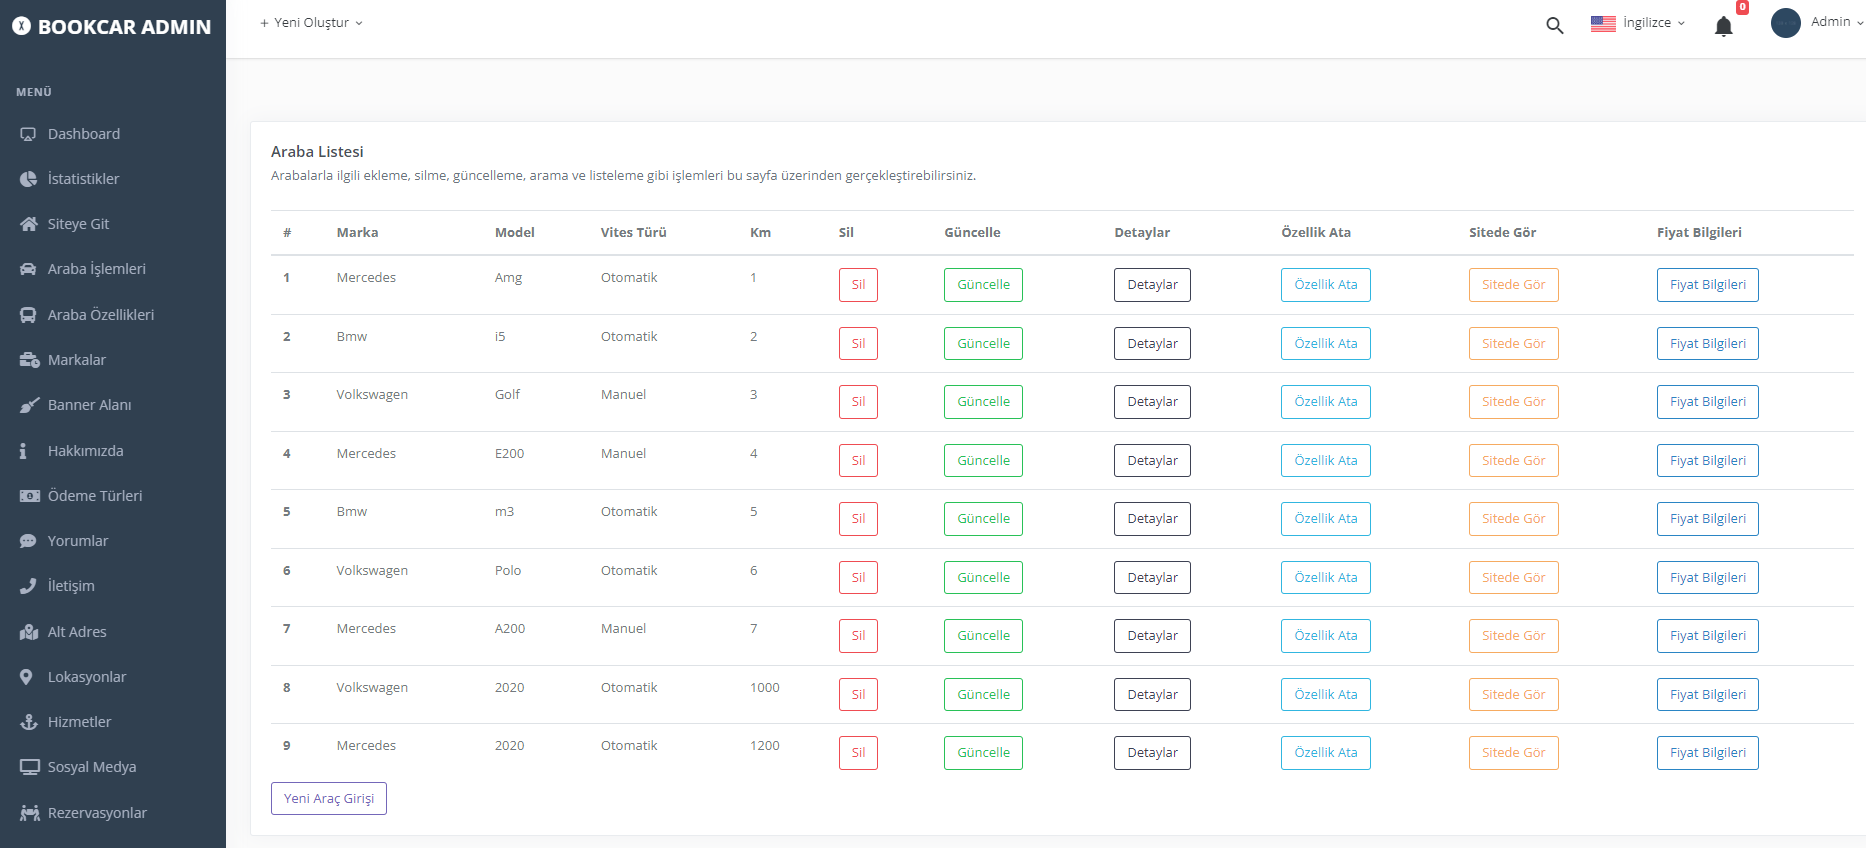 BOOKCAR ADMIN
+ Yeni Oluştur
İngilizce
0
Admin
MENÜ
Dashboard
İstatistikler
Siteye Git
Araba İşlemleri
Araba Özellikleri
Markalar
Banner Alanı
Hakkımızda
Ödeme Türleri
Yorumlar
İletişim
Alt Adres
Lokasyonlar
Hizmetler
Sosyal Medya
Rezervasyonlar
Araba Listesi
Arabalarla ilgili ekleme, silme, güncelleme, arama ve listeleme gibi işlemleri bu sayfa üzerinden gerçekleştirebilirsiniz.
# Marka Model Vites Türü Km Sil Güncelle Detaylar Özellik Ata Sitede Gör Fiyat Bilgileri
1 Mercedes Amg Otomatik 1 Sil Güncelle Detaylar Özellik Ata Sitede Gör Fiyat Bilgileri
2 Bmw i5 Otomatik 2 Sil Güncelle Detaylar Özellik Ata Sitede Gör Fiyat Bilgileri
3 Volkswagen Golf Manuel 3 Sil Güncelle Detaylar Özellik Ata Sitede Gör Fiyat Bilgileri
4 Mercedes E200 Manuel 4 Sil Güncelle Detaylar Özellik Ata Sitede Gör Fiyat Bilgileri
5 Bmw m3 Otomatik 5 Sil Güncelle Detaylar Özellik Ata Sitede Gör Fiyat Bilgileri
6 Volkswagen Polo Otomatik 6 Sil Güncelle Detaylar Özellik Ata Sitede Gör Fiyat Bilgileri
7 Mercedes A200 Manuel 7 Sil Güncelle Detaylar Özellik Ata Sitede Gör Fiyat Bilgileri
8 Volkswagen 2020 Otomatik 1000 Sil Güncelle Detaylar Özellik Ata Sitede Gör Fiyat Bilgileri
9 Mercedes 2020 Otomatik 1200 Sil Güncelle Detaylar Özellik Ata Sitede Gör Fiyat Bilgileri
Yeni Araç Girişi